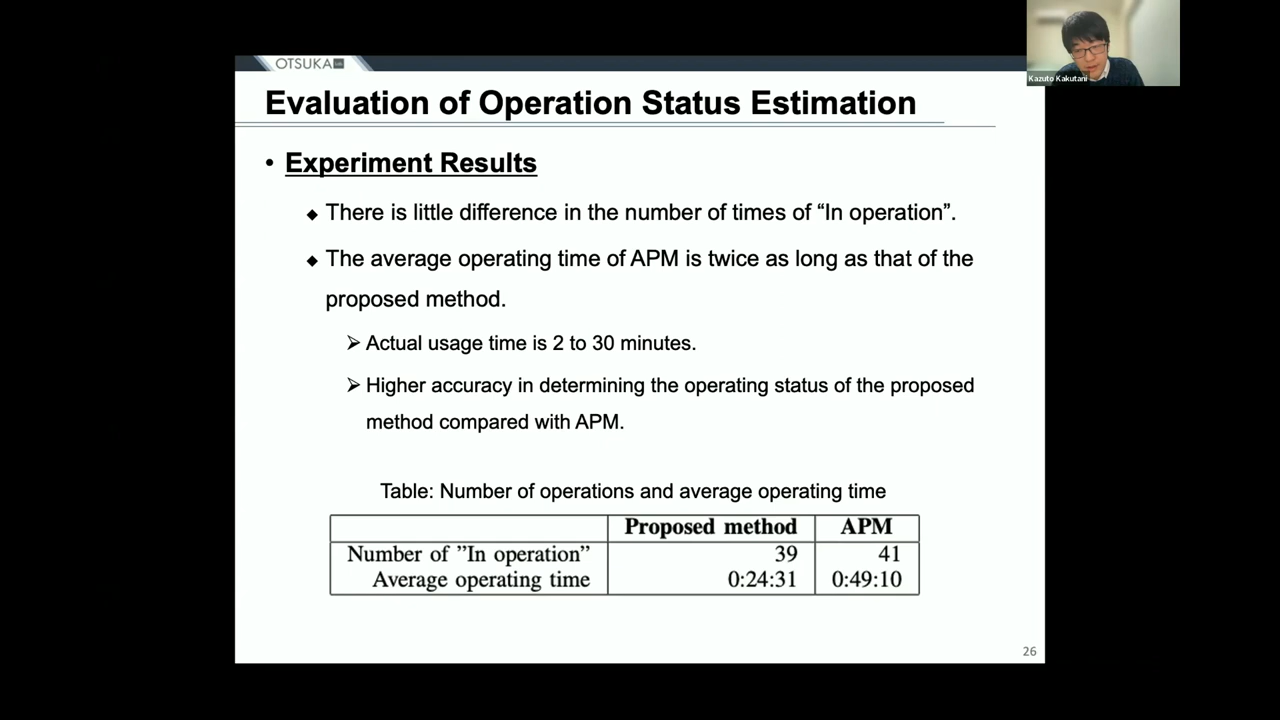 OTSUKA
Kazuto Kakutani
Evaluation of Operation Status Estimation
• Experiment Results
◆ There is little difference in the number of times of “In operation”.
◆ The average operating time of APM is twice as long as that of the
proposed method.
➢ Actual usage time is 2 to 30 minutes.
➢ Higher accuracy in determining the operating status of the proposed
method compared with APM.
Table: Number of operations and average operating time
Proposed method APM
Number of ”In operation” 39 41
Average operating time 0:24:31 0:49:10
26